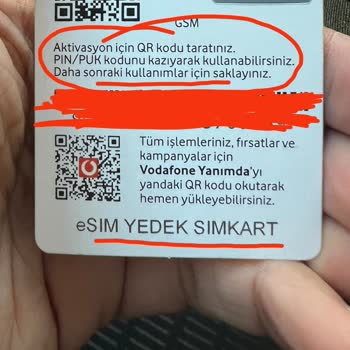 GSM
Aktivasyon için QR kodu taratınız.
PIN/PUK kodunu kazıyarak kullanabilirsiniz.
Daha sonraki kullanımlar için saklayınız.
Tüm işlemleriniz, fırsatlar ve
kampanyalar için
Vodafone Yanımda'yı
yandaki QR kodu okutarak
hemen yükleyebilirsiniz.
eSIM YEDEK SIMKART